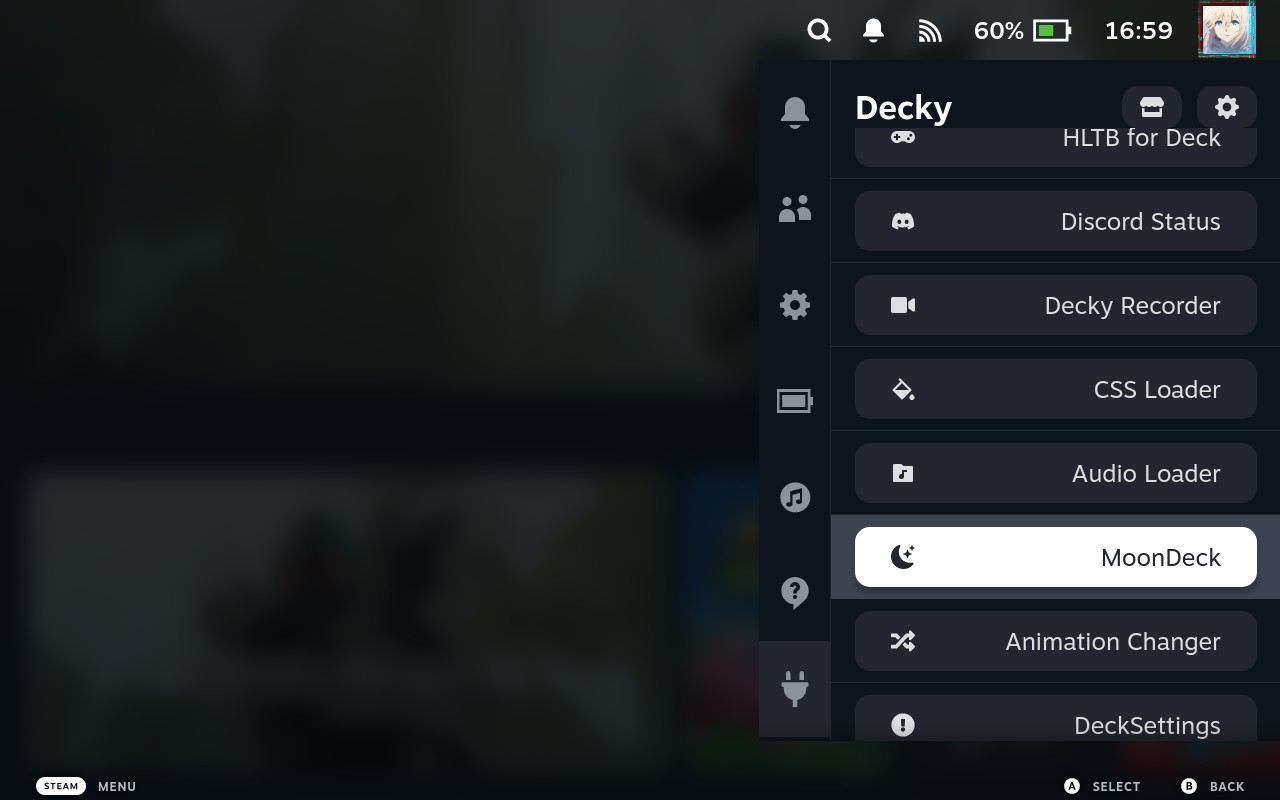 60%
16:59
Decky
HLTB for Deck
Discord Status
Decky Recorder
CSS Loader
Audio Loader
MoonDeck
Animation Changer
DeckSettings
STEAM MENU
A SELECT B BACK